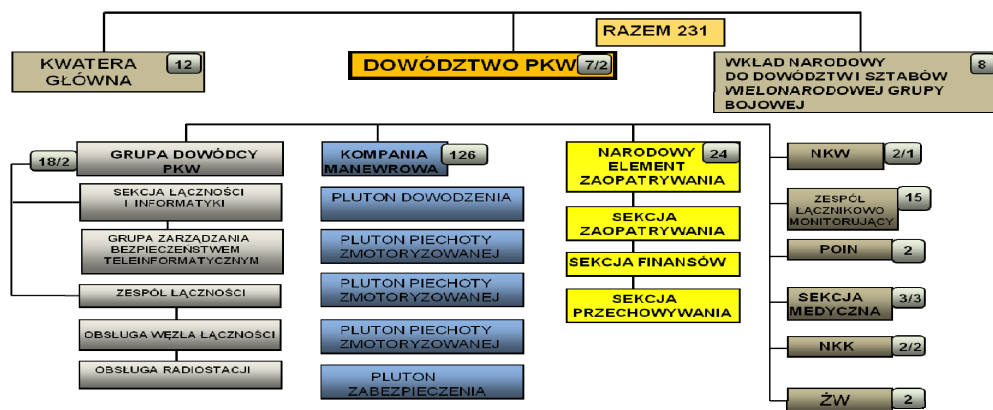 RAZEM 231
KWATERA
GŁÓWNA
12
DOWÓDZTWO PKW
7/2
WKŁAD NARODOWY
DO DOWÓDZTW I SZTABÓW
WIELONARODOWEJ GRUPY
BOJOWEJ
8
18/2
GRUPA DOWÓDCY
PKW
SEKCJA ŁĄCZNOŚCI
I INFORMATYKI
GRUPA ZARZĄDZANIA
BEZPIECZEŃSTWEM
TELEINFORMATYCZNYM
ZESPÓŁ ŁĄCZNOŚCI
OBSŁUGA WĘZŁA ŁĄCZNOŚCI
OBSŁUGA RADIOSTACJI
KOMPANIA
MANEWROWA
126
PLUTON DOWODZENIA
PLUTON PIECHOTY
ZMOTORYZOWANEJ
PLUTON PIECHOTY
ZMOTORYZOWANEJ
PLUTON PIECHOTY
ZMOTORYZOWANEJ
PLUTON
ZABEZPIECZENIA
NARODOWY
ELEMENT
ZAOPATRYWANIA
24
SEKCJA
ZAOPATRYWANIA
SEKCJA FINANSÓW
SEKCJA
PRZECHOWYWANIA
NKW
2/1
ZESPÓŁ
ŁĄCZNIKOWO
MONITORUJĄCY
15
POIN
2
SEKCJA
MEDYCZNA
3/3
NKK
2/2
ŻW
2